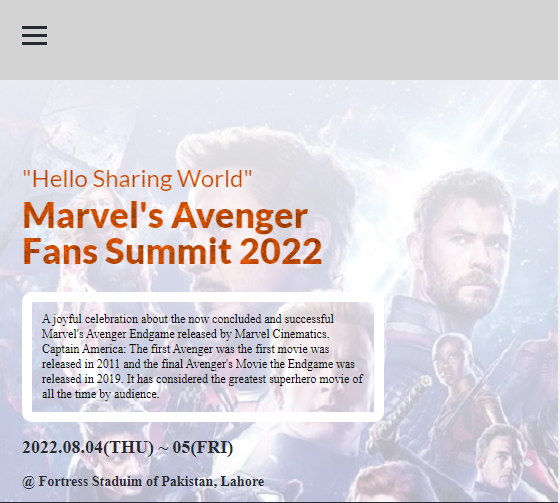 "Hello Sharing World"
Marvel's Avenger
Fans Summit 2022
A joyful celebration about the now concluded and successful
Marvel's Avenger Endgame released by Marvel Cinematics.
Captain America: The first Avenger was the first movie was
released in 2011 and the final Avenger's Movie the Endgame was
released in 2019. It has considered the greatest superhero movie of
all the time by audience.
2022.08.04(THU) ~ 05(FRI)
@ Fortress Staduim of Pakistan, Lahore